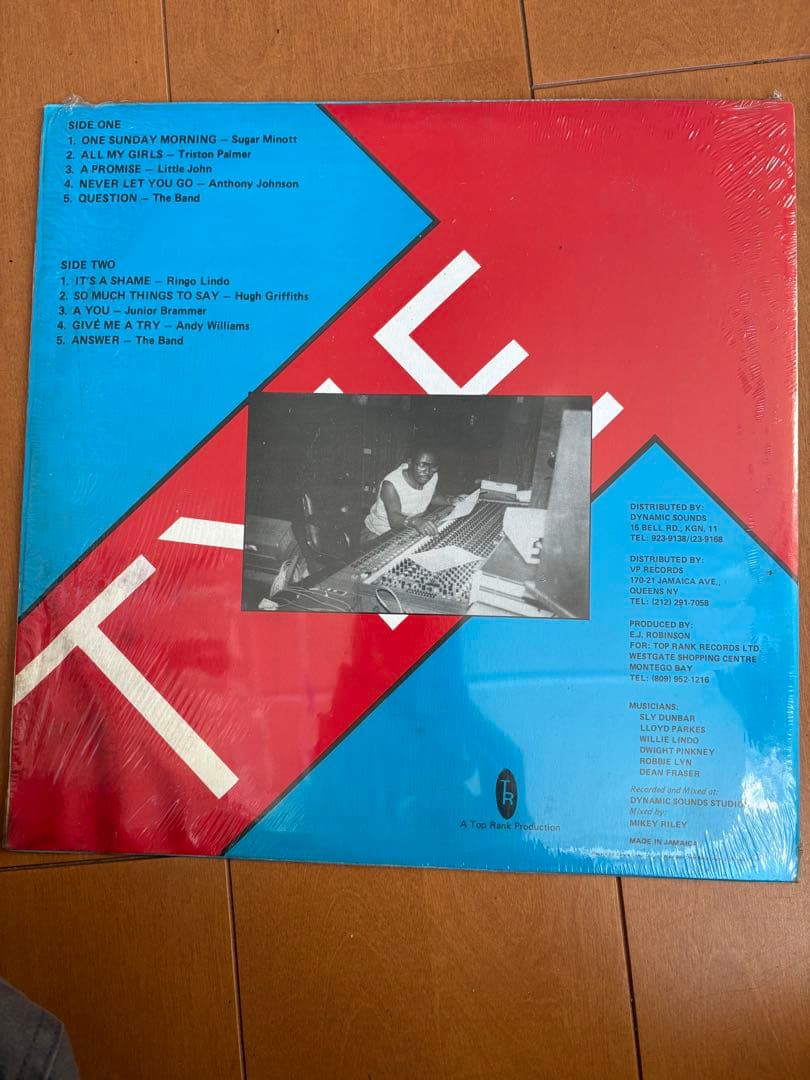 SIDE ONE
1. ONE SUNDAY MORNING — Sugar Minott
2. ALL MY GIRLS — Triston Palmer
3. A PROMISE — Little John
4. NEVER LET YOU GO — Anthony Johnson
5. QUESTION — The Band
SIDE TWO
1. IT'S A SHAME — Ringo Lindo
2. SO MUCH THINGS TO SAY — Hugh Griffiths
3. A YOU — Junior Brammer
4. GIVE ME A TRY — Andy Williams
5. ANSWER — The Band
DISTRIBUTED BY:
DYNAMIC SOUNDS
15 BELL RD., KGN, 11
TEL: 923-9138/
DISTRIBUTED BY:
VP RECORDS
170-21 JAMAICA AVE.,
QUEENS NY
TEL: (212) 291-7058
PRODUCED BY:
E.J. ROBINSON
FOR: TOP RANK RECORDS LTD.
WESTGATE SHOPPING CENTRE
MONTEGO BAY
TEL: (809) 952-1216
MUSICIANS:
SLY DUNBAR
LLOYD PARKES
WILLIE LINDO
DWIGHT PINKNEY
ROBBIE LYN
DEAN FRASER
Recorded and Mixed at:
DYNAMIC SOUNDS STUDIO
Mixed by:
MIKEY RILEY
MADE IN JAMAICA
TR
A Top Rank Production